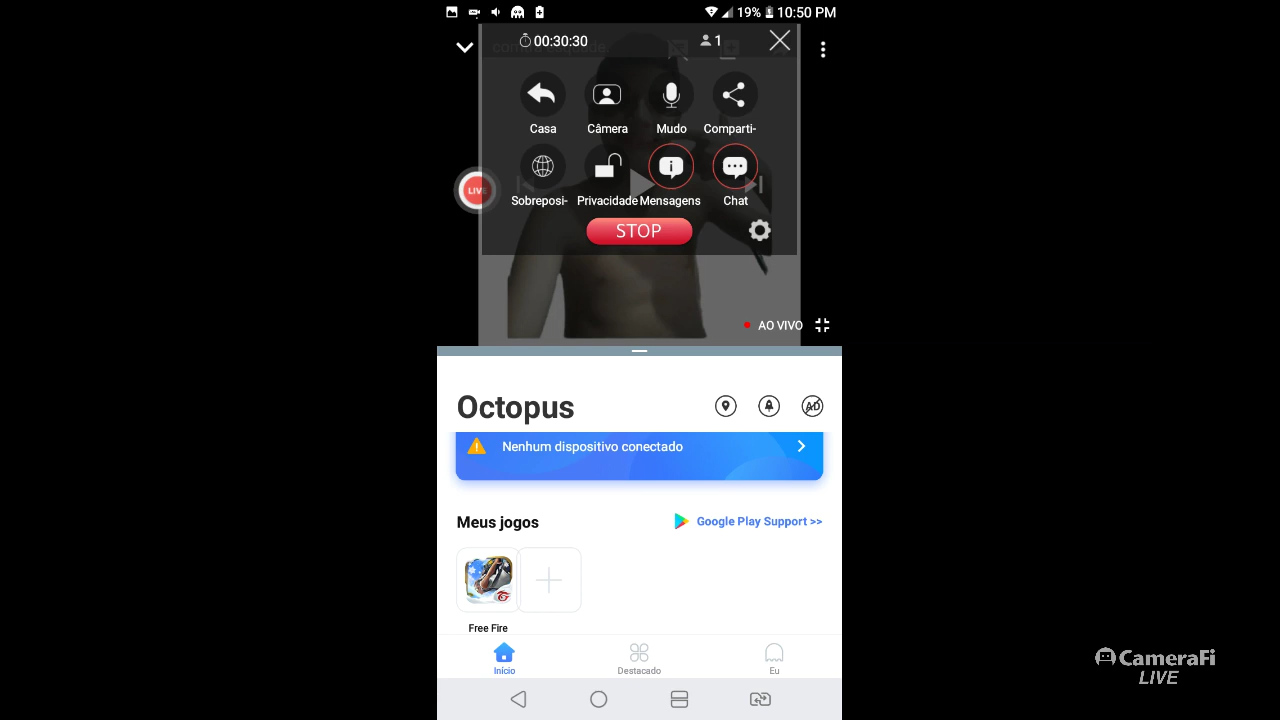 19% 10:50 PM
00:30:30 1
Casa Câmera Mudo Comparti-
LIVE
Sobreposi- Privacidade Mensagens Chat
STOP
AO VIVO
Octopus
AD
Nenhum dispositivo conectado
Meus jogos Google Play Support >>
Free Fire
Início Destacado Eu
CameraFi
LIVE